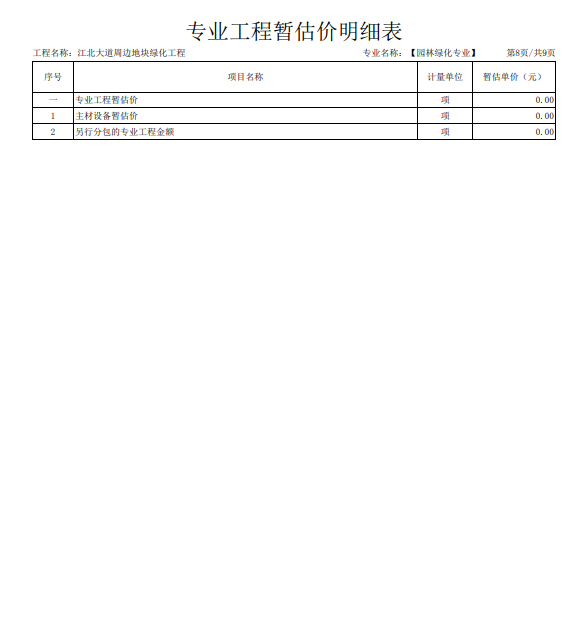 专业工程暂估价明细表
工程名称：江北大道周边地块绿化工程 专业名称：【园林绿化专业】 第8页/共9页
序号 项目名称 计量单位 暂估单价（元）
一 专业工程暂估价 项 0.00
1 主材设备暂估价 项 0.00
2 另行分包的专业工程金额 项 0.00